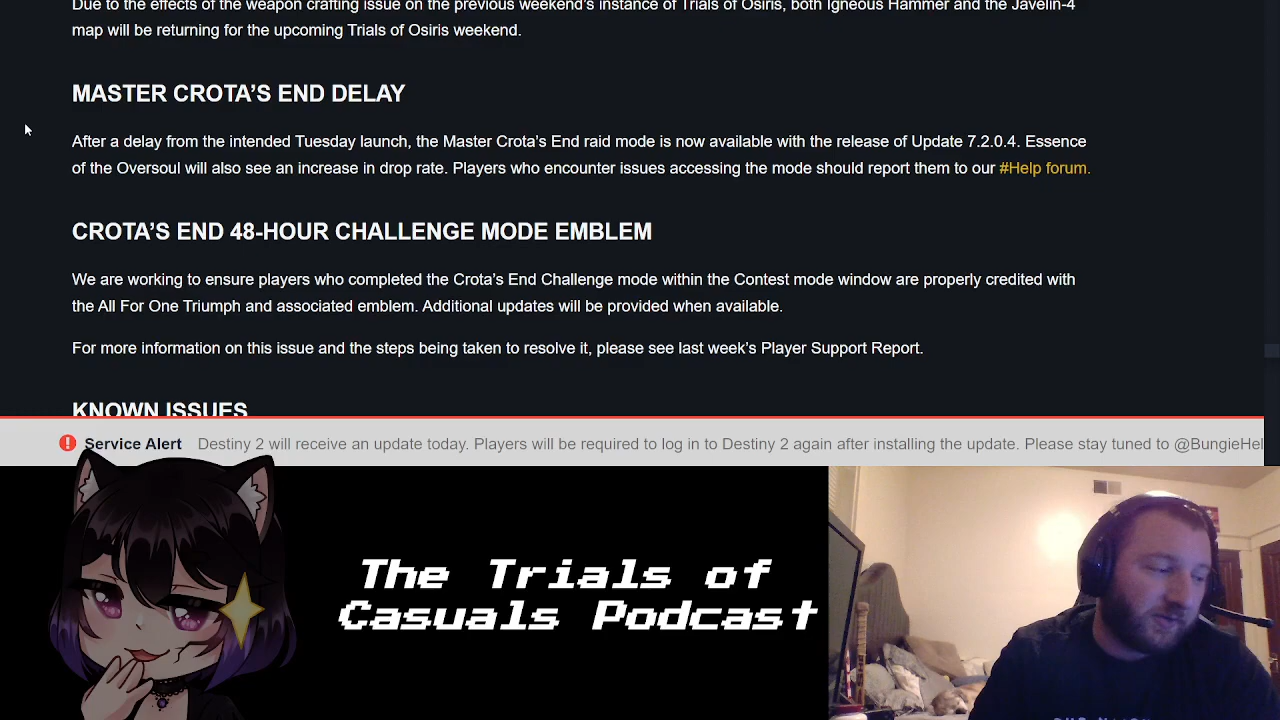 Due to the effects of the weapon crafting issue on the previous weekend's instance of Trials of Osiris, both Igneous Hammer and the Javelin-4
map will be returning for the upcoming Trials of Osiris weekend.
MASTER CROTA'S END DELAY
After a delay from the intended Tuesday launch, the Master Crota's End raid mode is now available with the release of Update 7.2.0.4. Essence
of the Oversoul will also see an increase in drop rate. Players who encounter issues accessing the mode should report them to our #Help forum.
CROTA'S END 48-HOUR CHALLENGE MODE EMBLEM
We are working to ensure players who completed the Crota's End Challenge mode within the Contest mode window are properly credited with
the All For One Triumph and associated emblem. Additional updates will be provided when available.
For more information on this issue and the steps being taken to resolve it, please see last week's Player Support Report.
KNOWN ISSUES
Service Alert Destiny 2 will receive an update today. Players will be required to log in to Destiny 2 again after installing the update. Please stay tuned to @BungieHel
The Trials of
Casuals Podcast